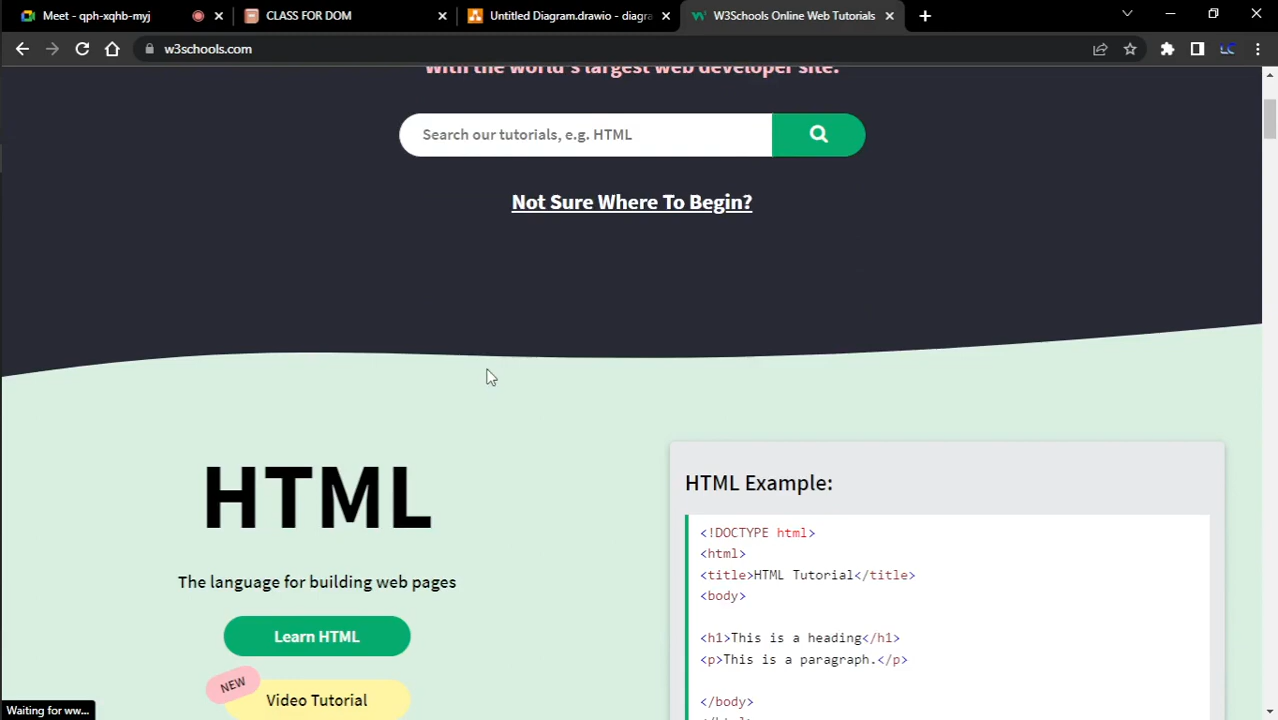 Meet - qph-xqhb-myj
CLASS FOR DOM
Untitled Diagram.drawio - diagra
W3Schools Online Web Tutorials
w3schools.com
With the world's largest web developer site.
Search our tutorials, e.g. HTML
Not Sure Where To Begin?
HTML
The language for building web pages
Learn HTML
NEW
Video Tutorial
HTML Example:
<!DOCTYPE html>
<html>
<title>HTML Tutorial</title>
<body>
<h1>This is a heading</h1>
<p>This is a paragraph.</p>
</body>
Waiting for ww...